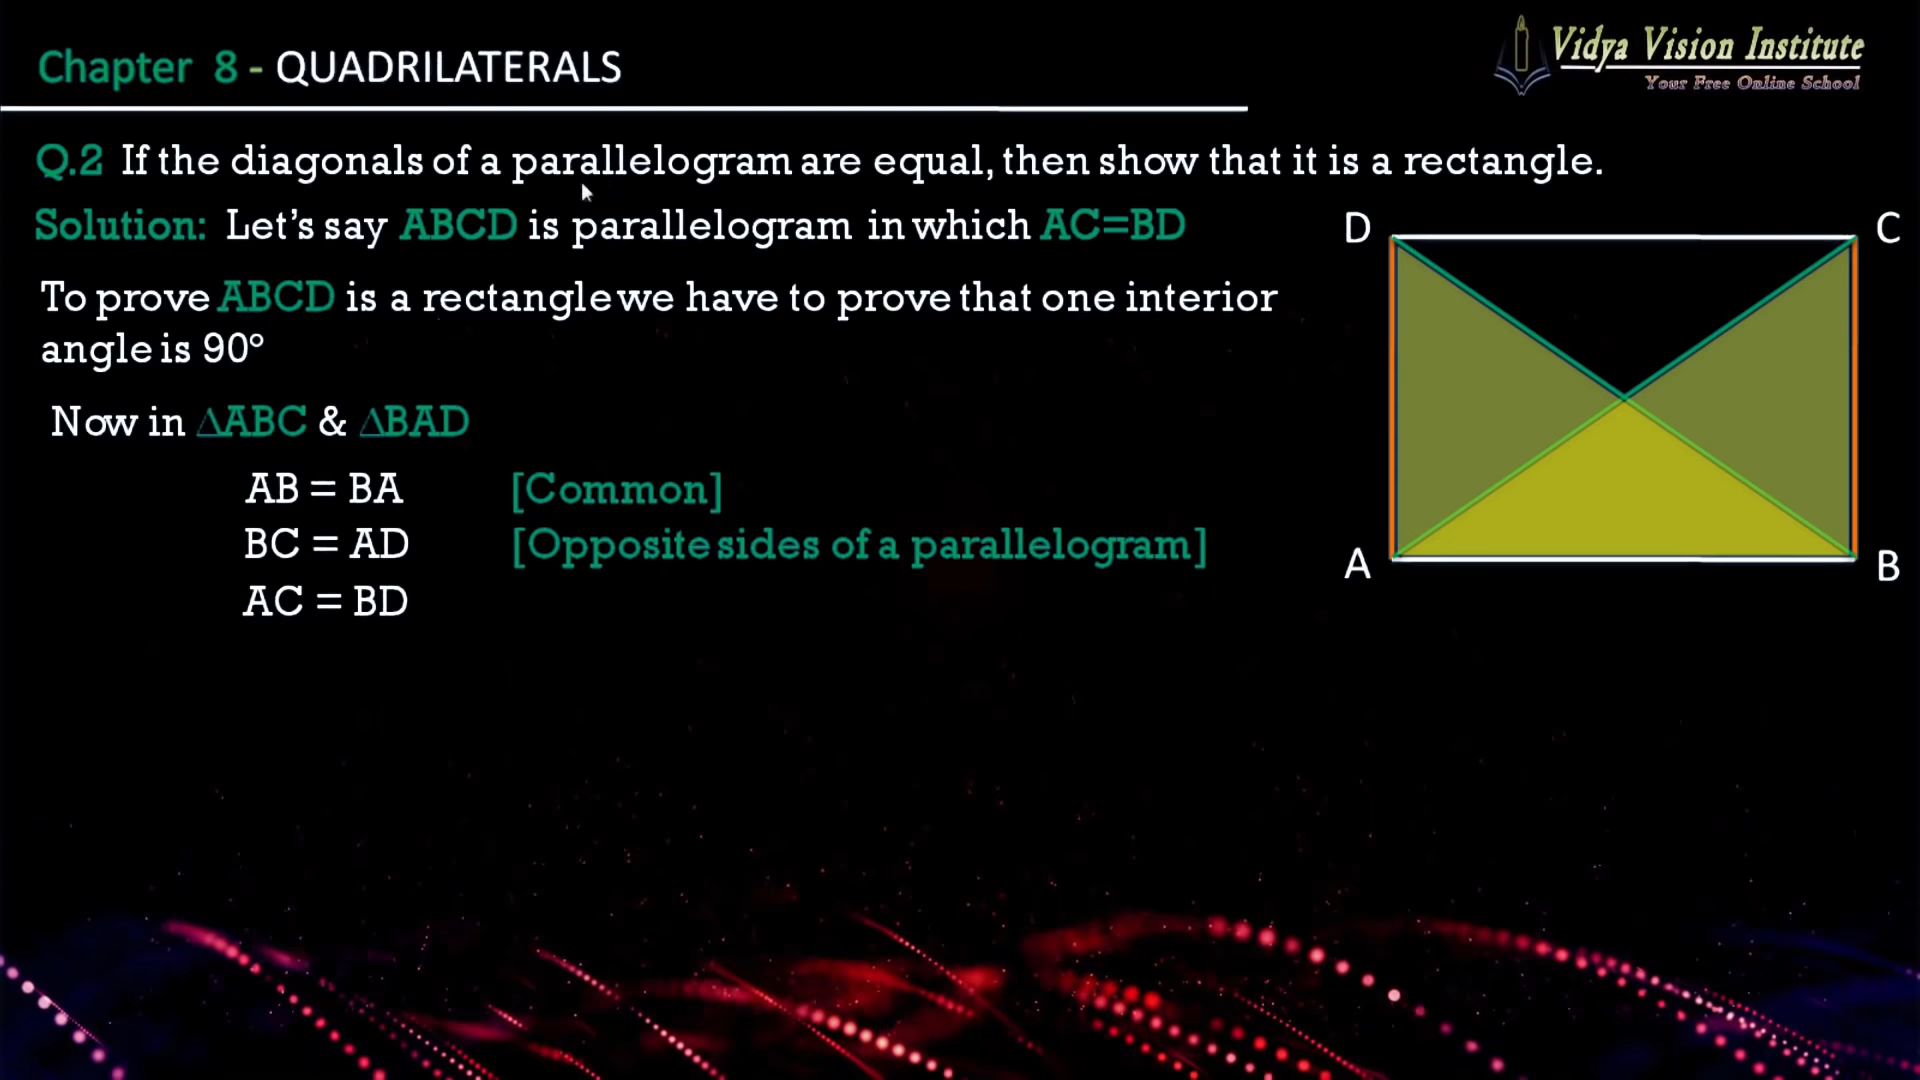 Chapter 8 - QUADRILATERALS
Vidya Vision Institute
Your Free Online School
Q.2 If the diagonals of a parallelogram are equal, then show that it is a rectangle.
Solution: Let's say ABCD is parallelogram in which AC=BD
To prove ABCD is a rectangle we have to prove that one interior
angle is 90°
Now in ΔABC & ΔBAD
AB = BA [Common]
BC = AD [Opposite sides of a parallelogram]
AC = BD
D C
A B